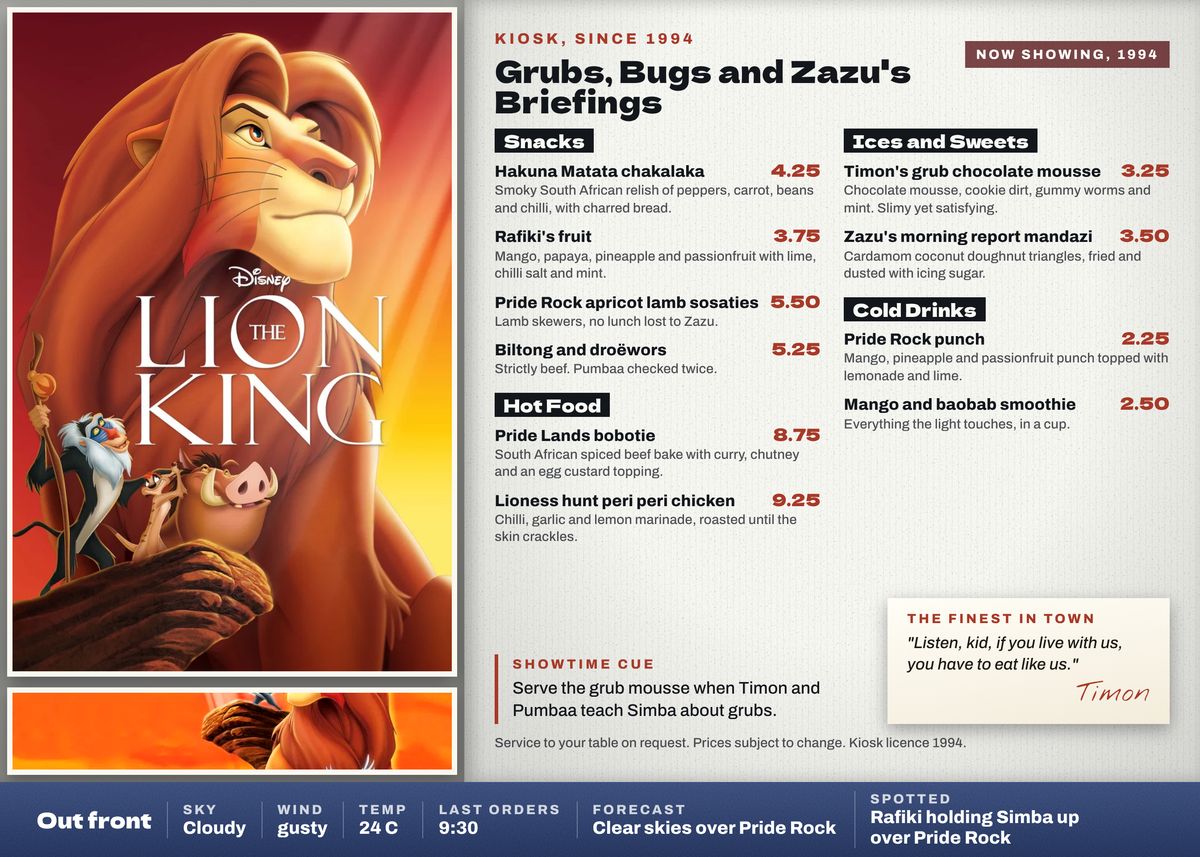 Disney
THE
LION
KING
KIOSK, SINCE 1994
NOW SHOWING, 1994
Grubs, Bugs and Zazu's
Briefings
Snacks
Hakuna Matata chakalaka 4.25
Smoky South African relish of peppers, carrot, beans
and chilli, with charred bread.
Rafiki's fruit 3.75
Mango, papaya, pineapple and passionfruit with lime,
chilli salt and mint.
Pride Rock apricot lamb sosaties 5.50
Lamb skewers, no lunch lost to Zazu.
Biltong and droëwors 5.25
Strictly beef. Pumbaa checked twice.
Hot Food
Pride Lands bobotie 8.75
South African spiced beef bake with curry, chutney
and an egg custard topping.
Lioness hunt peri peri chicken 9.25
Chilli, garlic and lemon marinade, roasted until the
skin crackles.
Ices and Sweets
Timon's grub chocolate mousse 3.25
Chocolate mousse, cookie dirt, gummy worms and
mint. Slimy yet satisfying.
Zazu's morning report mandazi 3.50
Cardamom coconut doughnut triangles, fried and
dusted with icing sugar.
Cold Drinks
Pride Rock punch 2.25
Mango, pineapple and passionfruit punch topped with
lemonade and lime.
Mango and baobab smoothie 2.50
Everything the light touches, in a cup.
SHOWTIME CUE
Serve the grub mousse when Timon and
Pumbaa teach Simba about grubs.
THE FINEST IN TOWN
"Listen, kid, if you live with us,
you have to eat like us."
Timon
Service to your table on request. Prices subject to change. Kiosk licence 1994.
Out front
SKY
Cloudy
WIND
gusty
TEMP
24 C
LAST ORDERS
9:30
FORECAST
Clear skies over Pride Rock
SPOTTED
Rafiki holding Simba up
over Pride Rock